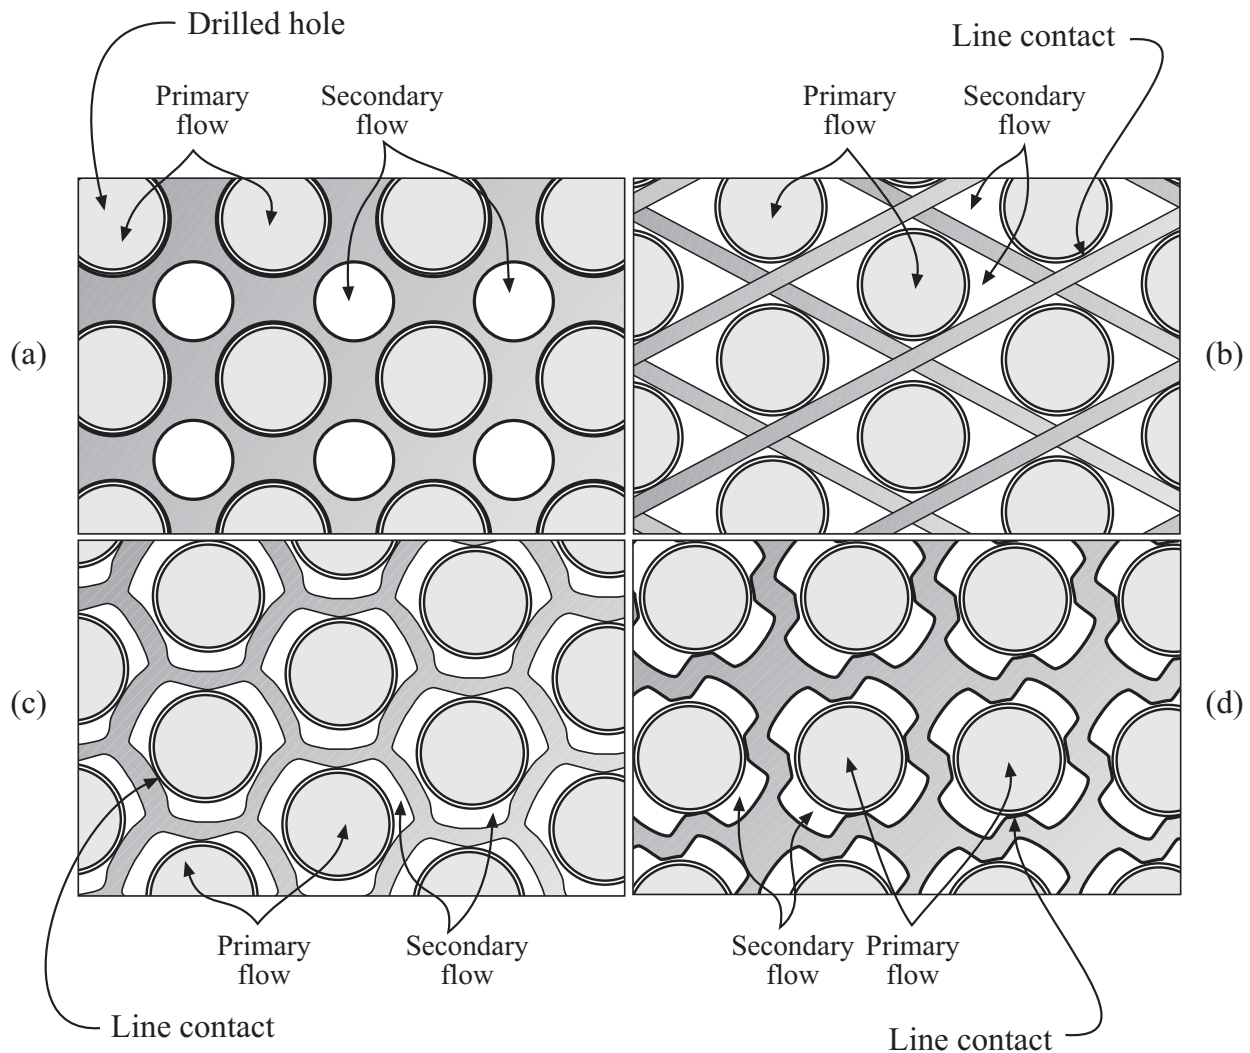 Drilled hole
Line contact
Primary
flow
Secondary
flow
Primary
flow
Secondary
flow
(a)
(b)
(c)
(d)
Primary
flow
Secondary
flow
Secondary
flow
Primary
flow
Line contact
Line contact